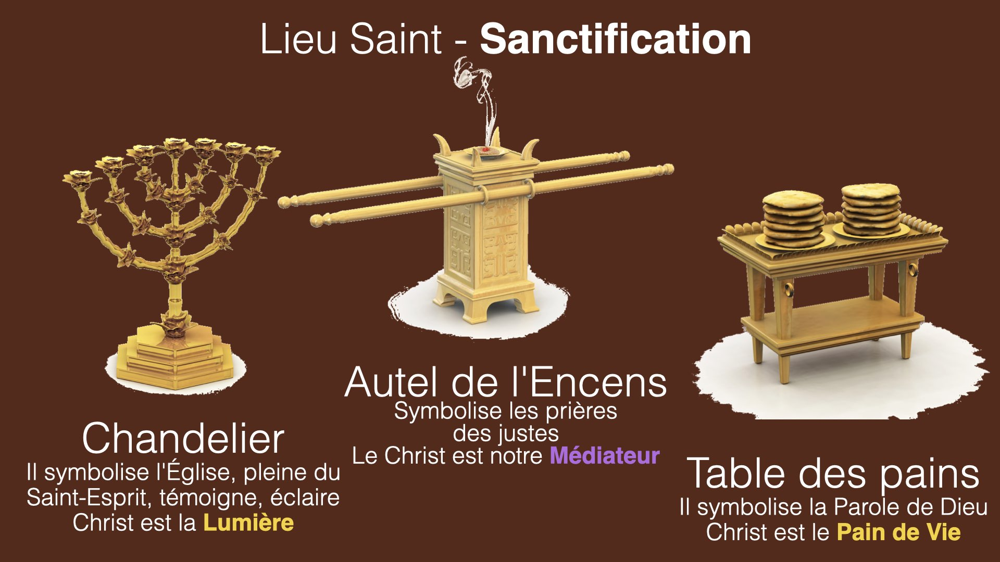 Lieu Saint - Sanctification
Chandelier
Il symbolise l'Église, pleine du
Saint-Esprit, témoigne, éclaire
Christ est la Lumière
Autel de l'Encens
Symbolise les prières
des justes
Le Christ est notre Médiateur
Table des pains
Il symbolise la Parole de Dieu
Christ est le Pain de Vie